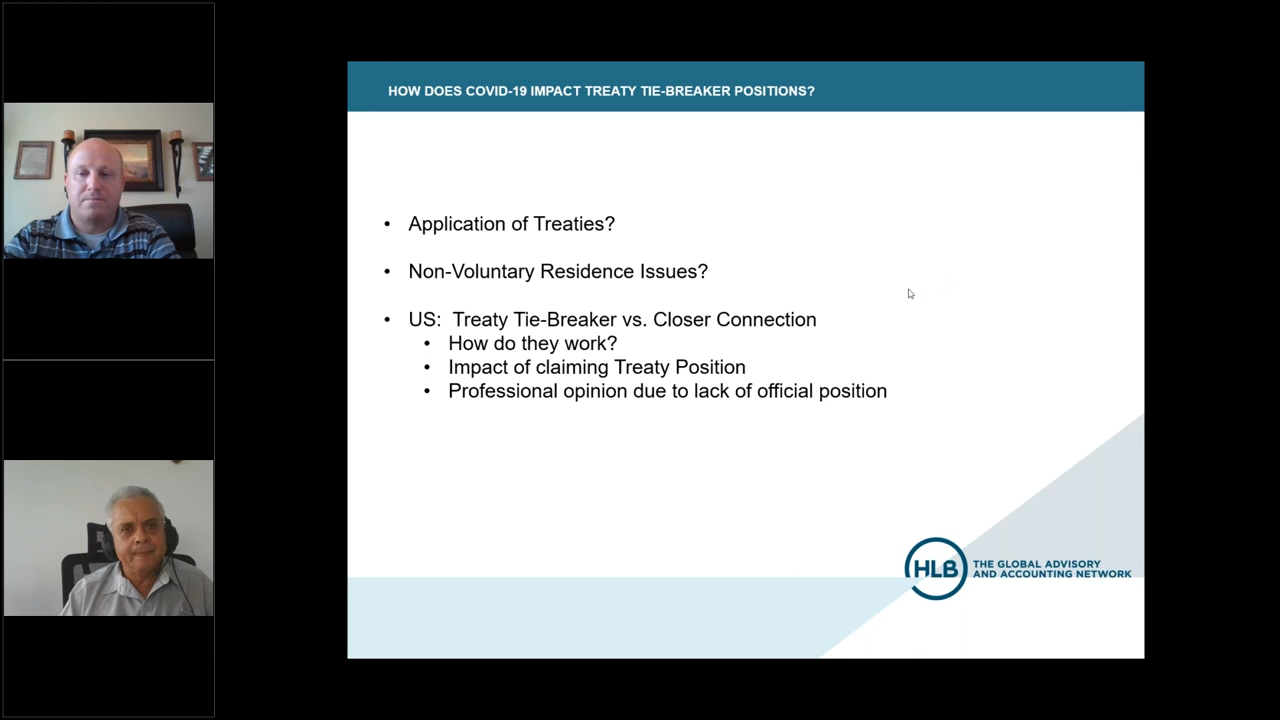 HOW DOES COVID-19 IMPACT TREATY TIE-BREAKER POSITIONS?
• Application of Treaties?
• Non-Voluntary Residence Issues?
• US: Treaty Tie-Breaker vs. Closer Connection
• How do they work?
• Impact of claiming Treaty Position
• Professional opinion due to lack of official position
HLB THE GLOBAL ADVISORY
AND ACCOUNTING NETWORK